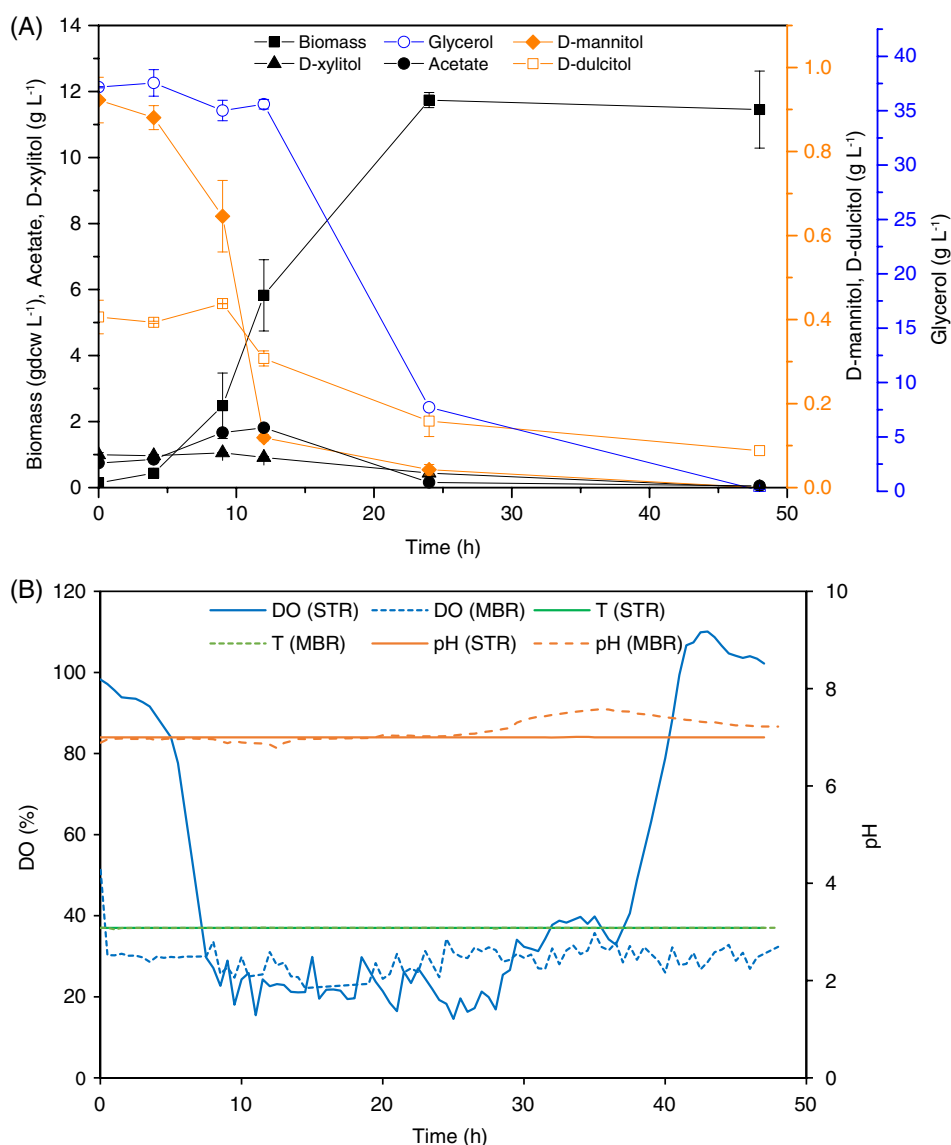 (A)
Biomass Glycerol D-mannitol
D-xylitol Acetate D-dulcitol
14
12
10
8
6
4
2
0
Biomass (gdcw L⁻¹), Acetate, D-xylitol (g L⁻¹)
0 10 20 30 40 50
Time (h)
1.0
0.8
0.6
0.4
0.2
0.0
D-mannitol, D-dulcitol (g L⁻¹)
40
35
30
25
20
15
10
5
0
Glycerol (g L⁻¹)
(B)
DO (STR) DO (MBR) T (STR)
T (MBR) pH (STR) pH (MBR)
120
100
80
60
40
20
0
DO (%)
10
8
6
4
2
0
pH
0 10 20 30 40 50
Time (h)